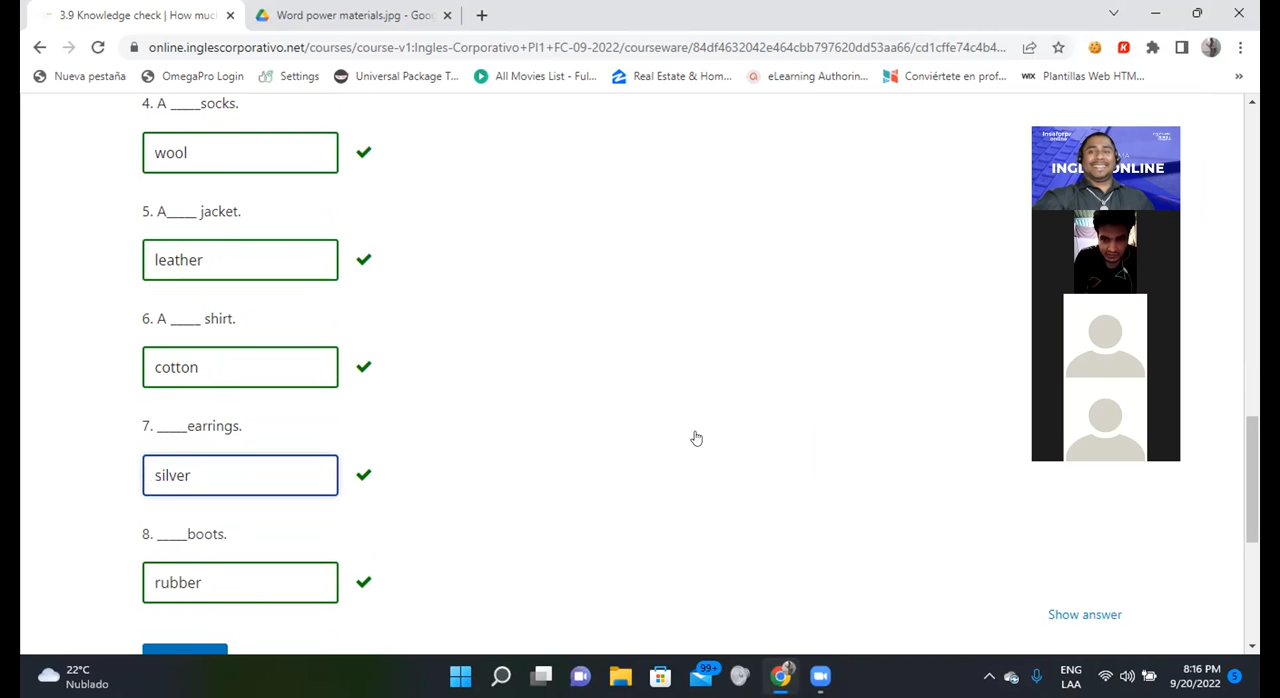 3.9 Knowledge check | How muc
Word power materials.jpg - Goo
online.inglescorporativo.net/courses/course-v1:Ingles-Corporativo+PI1+FC-09-2022/courseware/84df4632042e464cbb797620dd53aa66/cd1cffe74c4b4...
Nueva pestaña
OmegaPro Login
Settings
Universal Package T...
All Movies List - Ful...
Real Estate & Hom...
eLearning Authorin...
Conviértete en prof...
WIX Plantillas Web HTM...
»
4. A _____socks.
wool
5. A_____ jacket.
leather
6. A _____ shirt.
cotton
7. _____earrings.
silver
8. _____boots.
rubber
Show answer
INGL ONLINE
22°C
Nublado
99+
ENG
LAA
8:16 PM
9/20/2022
5